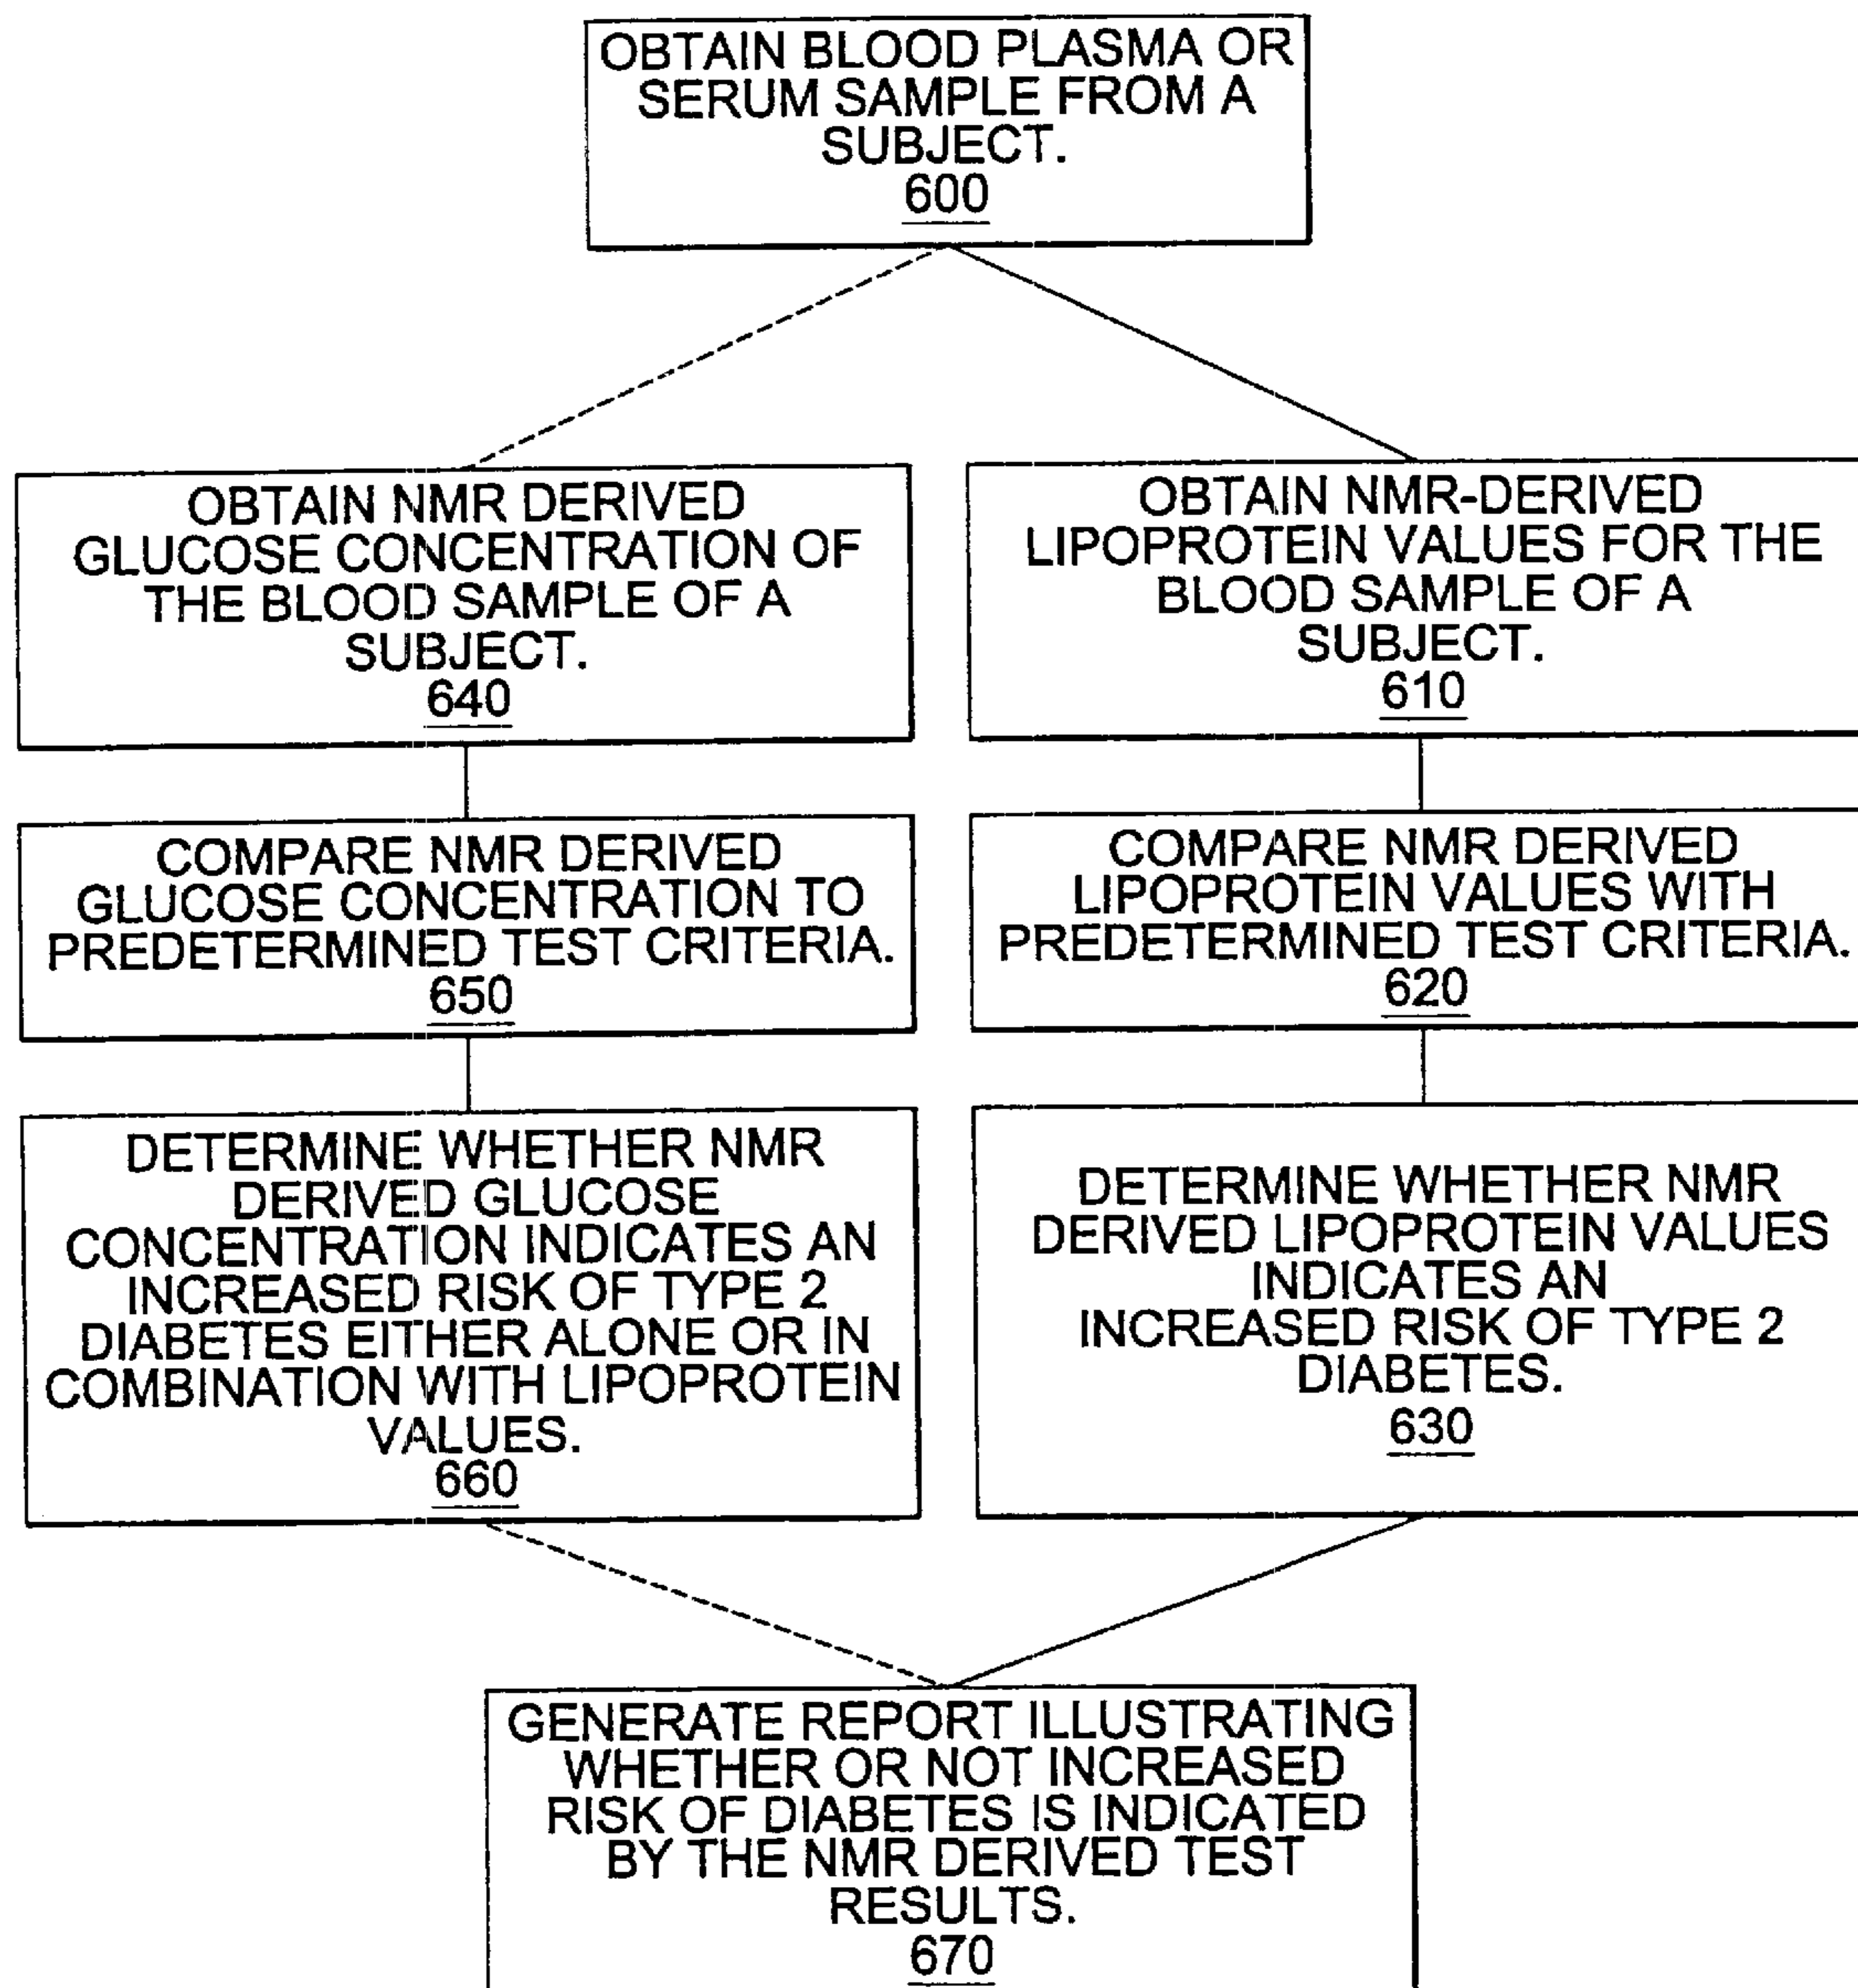 OBTAIN BLOOD PLASMA OR
SERUM SAMPLE FROM A
SUBJECT.
600
OBTAIN NMR DERIVED
GLUCOSE CONCENTRATION OF
THE BLOOD SAMPLE OF A
SUBJECT.
640
OBTAIN NMR-DERIVED
LIPOPROTEIN VALUES FOR THE
BLOOD SAMPLE OF A
SUBJECT.
610
COMPARE NMR DERIVED
GLUCOSE CONCENTRATION TO
PREDETERMINED TEST CRITERIA.
650
COMPARE NMR DERIVED
LIPOPROTEIN VALUES WITH
PREDETERMINED TEST CRITERIA.
620
DETERMINE WHETHER NMR
DERIVED GLUCOSE
CONCENTRATION INDICATES AN
INCREASED RISK OF TYPE 2
DIABETES EITHER ALONE OR IN
COMBINATION WITH LIPOPROTEIN
VALUES.
660
DETERMINE WHETHER NMR
DERIVED LIPOPROTEIN VALUES
INDICATES AN
INCREASED RISK OF TYPE 2
DIABETES.
630
GENERATE REPORT ILLUSTRATING
WHETHER OR NOT INCREASED
RISK OF DIABETES IS INDICATED
BY THE NMR DERIVED TEST
RESULTS.
670